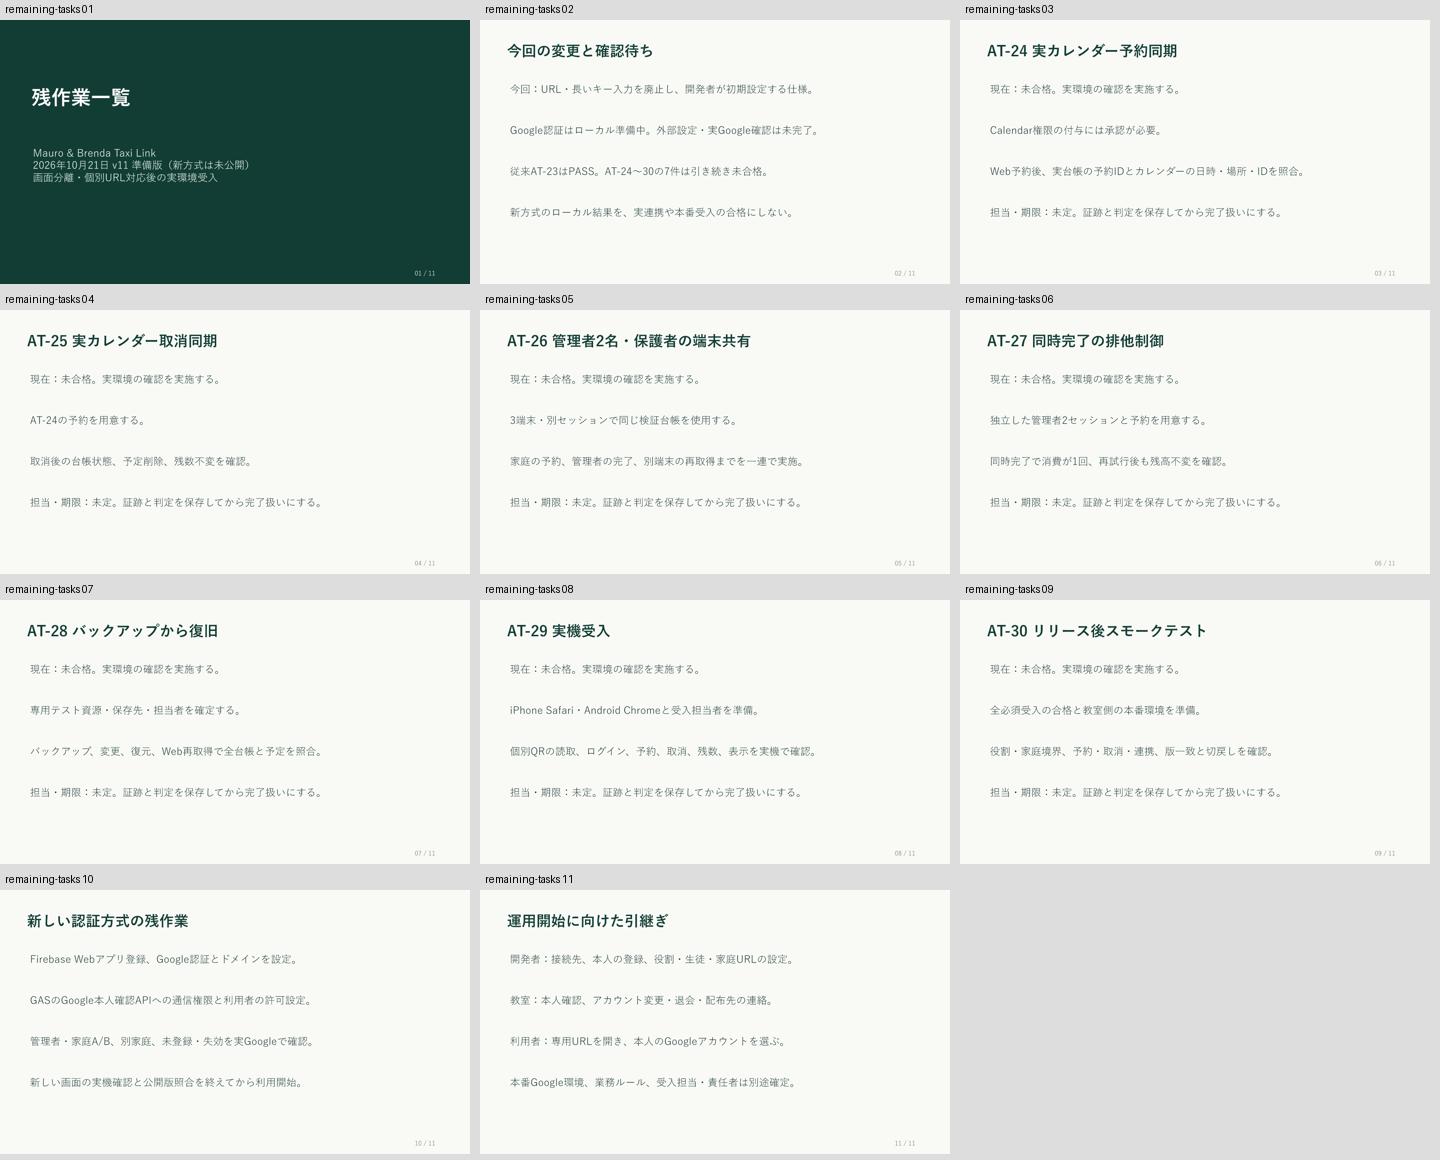 remaining-tasks01
残作業一覧
Mauro & Brenda Taxi Link
2026年10月21日 v11 準備版（新方式は未公開）
画面分離・個別URL対応後の実環境受入
01 / 11
remaining-tasks02
今回の変更と確認待ち
今回：URL・長いキー入力を廃止し、開発者が初期設定する仕様。
Google認証はローカル準備中。外部設定・実Google確認は未完了。
従来AT-23はPASS。AT-24〜30の7件は引き続き未合格。
新方式のローカル結果を、実連携や本番受入の合格にしない。
02 / 11
remaining-tasks03
AT-24 実カレンダー予約同期
現在：未合格。実環境の確認を実施する。
Calendar権限の付与には承認が必要。
Web予約後、実台帳の予約IDとカレンダーの日時・場所・IDを照合。
担当・期限：未定。証跡と判定を保存してから完了扱いにする。
03 / 11
remaining-tasks04
AT-25 実カレンダー取消同期
現在：未合格。実環境の確認を実施する。
AT-24の予約を用意する。
取消後の台帳状態、予定削除、残数不変を確認。
担当・期限：未定。証跡と判定を保存してから完了扱いにする。
04 / 11
remaining-tasks05
AT-26 管理者2名・保護者の端末共有
現在：未合格。実環境の確認を実施する。
3端末・別セッションで同じ検証台帳を使用する。
家庭の予約、管理者の完了、別端末の再取得までを一連で実施。
担当・期限：未定。証跡と判定を保存してから完了扱いにする。
05 / 11
remaining-tasks06
AT-27 同時完了の排他制御
現在：未合格。実環境の確認を実施する。
独立した管理者2セッションと予約を用意する。
同時完了で消費が1回、再試行後も残高不変を確認。
担当・期限：未定。証跡と判定を保存してから完了扱いにする。
06 / 11
remaining-tasks07
AT-28 バックアップから復旧
現在：未合格。実環境の確認を実施する。
専用テスト資源・保存先・担当者を確定する。
バックアップ、変更、復元、Web再取得で全台帳と予定を照合。
担当・期限：未定。証跡と判定を保存してから完了扱いにする。
07 / 11
remaining-tasks08
AT-29 実機受入
現在：未合格。実環境の確認を実施する。
iPhone Safari・Android Chromeと受入担当者を準備。
個別QRの読取、ログイン、予約、取消、残数、表示を実機で確認。
担当・期限：未定。証跡と判定を保存してから完了扱いにする。
08 / 11
remaining-tasks09
AT-30 リリース後スモークテスト
現在：未合格。実環境の確認を実施する。
全必須受入の合格と教室側の本番環境を準備。
役割・家庭境界、予約・取消・連携、版一致と切戻しを確認。
担当・期限：未定。証跡と判定を保存してから完了扱いにする。
09 / 11
remaining-tasks10
新しい認証方式の残作業
Firebase Webアプリ登録、Google認証とドメインを設定。
GASのGoogle本人確認APIへの通信権限と利用者の許可設定。
管理者・家庭A/B、別家庭、未登録・失効を実Googleで確認。
新しい画面の実機確認と公開版照合を終えてから利用開始。
10 / 11
remaining-tasks11
運用開始に向けた引継ぎ
開発者：接続先、本人の登録、役割・生徒・家庭URLの設定。
教室：本人確認、アカウント変更・退会・配布先の連絡。
利用者：専用URLを開き、本人のGoogleアカウントを選ぶ。
本番Google環境、業務ルール、受入担当・責任者は別途確定。
11 / 11